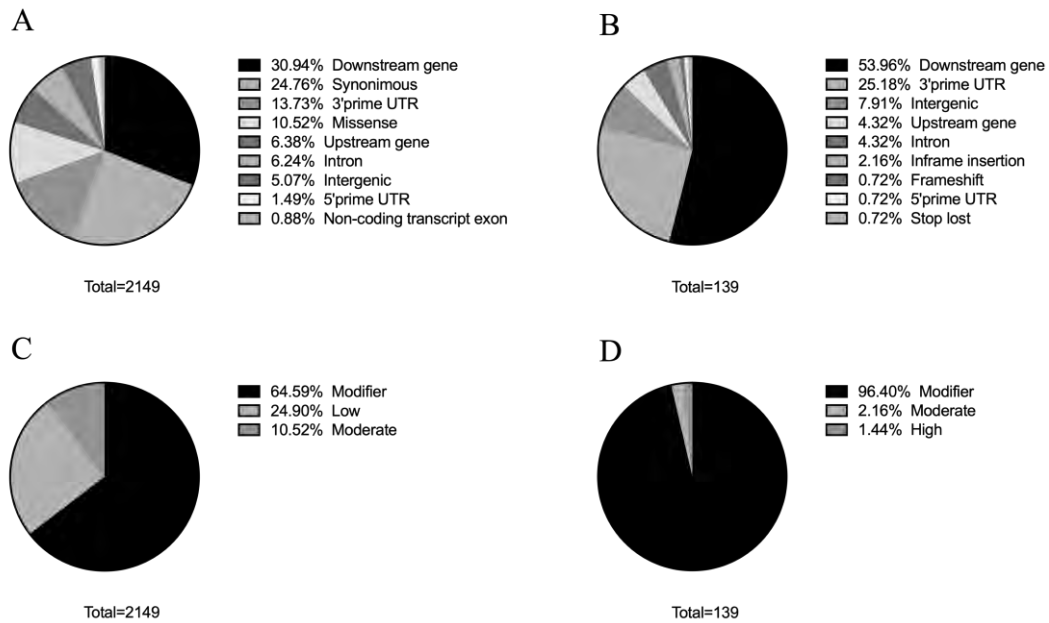 A
30.94% Downstream gene
24.76% Synonimous
13.73% 3'prime UTR
10.52% Missense
6.38% Upstream gene
6.24% Intron
5.07% Intergenic
1.49% 5'prime UTR
0.88% Non-coding transcript exon
Total=2149
B
53.96% Downstream gene
25.18% 3'prime UTR
7.91% Intergenic
4.32% Upstream gene
4.32% Intron
2.16% Inframe insertion
0.72% Frameshift
0.72% 5'prime UTR
0.72% Stop lost
Total=139
C
64.59% Modifier
24.90% Low
10.52% Moderate
Total=2149
D
96.40% Modifier
2.16% Moderate
1.44% High
Total=139